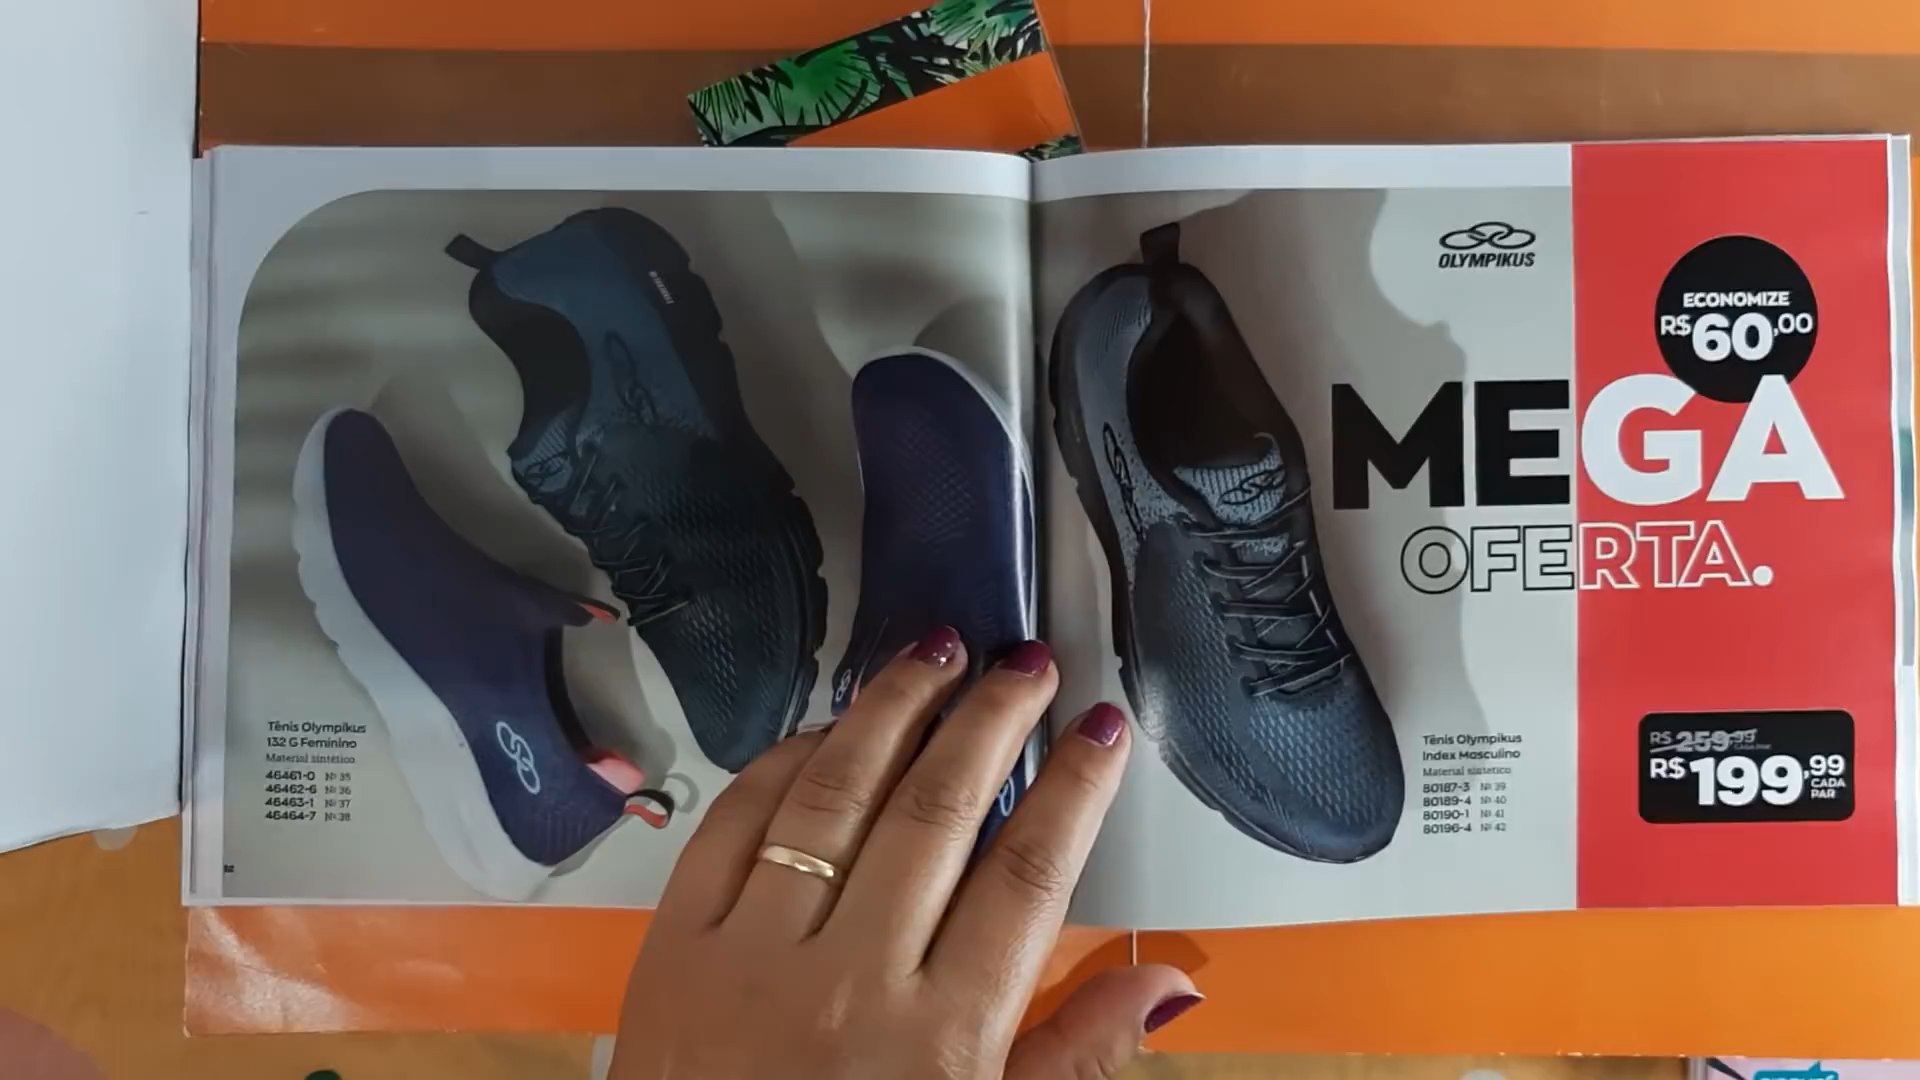 Tênis Olympikus
132 G Feminino
Material sintético
46461-0 Nº 35
46462-6 Nº 36
46463-1 Nº 37
46464-7 Nº 38
OLYMPIKUS
ECONOMIZE
R$60,00
MEGA
OFERTA.
Tênis Olympikus
Index Masculino
Material sintético
80187-3 Nº 39
80189-4 Nº 40
80190-1 Nº 41
80196-4 Nº 42
R$ 259,99
R$199,99
CADA
PAR